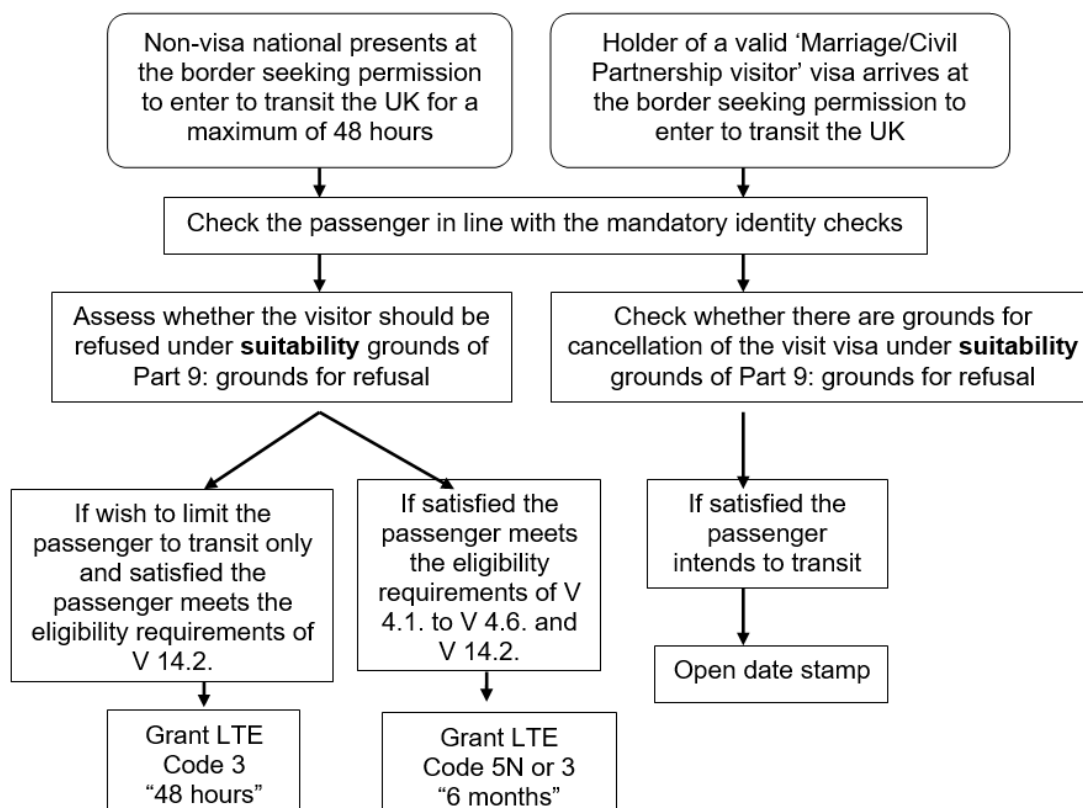 Non-visa national presents at
the border seeking permission
to enter to transit the UK for a
maximum of 48 hours
Holder of a valid ‘Marriage/Civil
Partnership visitor’ visa arrives at
the border seeking permission to
enter to transit the UK
Check the passenger in line with the mandatory identity checks
Assess whether the visitor should be
refused under suitability grounds of
Part 9: grounds for refusal
Check whether there are grounds for
cancellation of the visit visa under suitability
grounds of Part 9: grounds for refusal
If wish to limit the
passenger to transit only
and satisfied the
passenger meets the
eligibility requirements of
V 14.2.
If satisfied the
passenger meets
the eligibility
requirements of V
4.1. to V 4.6. and
V 14.2.
If satisfied the
passenger
intends to transit
Open date stamp
Grant LTE
Code 3
“48 hours”
Grant LTE
Code 5N or 3
“6 months”